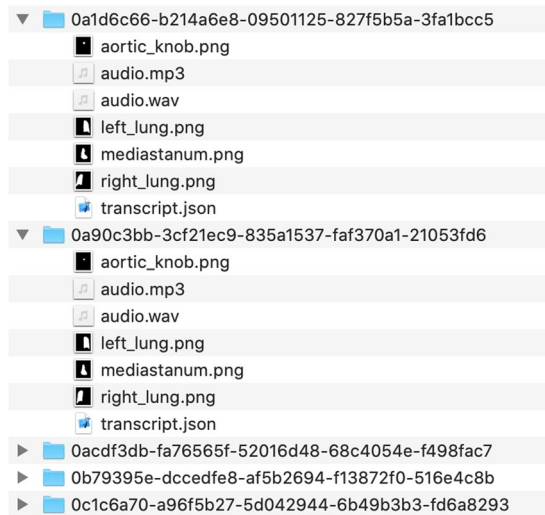 0a1d6c66-b214a6e8-09501125-827f5b5a-3fa1bcc5
aortic_knob.png
audio.mp3
audio.wav
left_lung.png
mediastanum.png
right_lung.png
transcript.json
0a90c3bb-3cf21ec9-835a1537-faf370a1-21053fd6
aortic_knob.png
audio.mp3
audio.wav
left_lung.png
mediastanum.png
right_lung.png
transcript.json
0acdf3db-fa76565f-52016d48-68c4054e-f498fac7
0b79395e-dccedfe8-af5b2694-f13872f0-516e4c8b
0c1c6a70-a96f5b27-5d042944-6b49b3b3-fd6a8293